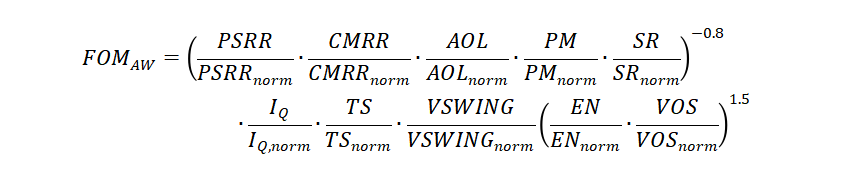 FOM_AW = (PSRR/PSRR_norm · CMRR/CMRR_norm · AOL/AOL_norm · PM/PM_norm · SR/SR_norm)^−0.8
· I_Q/I_Q,norm · TS/TS_norm · VSWING/VSWING_norm (EN/EN_norm · VOS/VOS_norm)^1.5